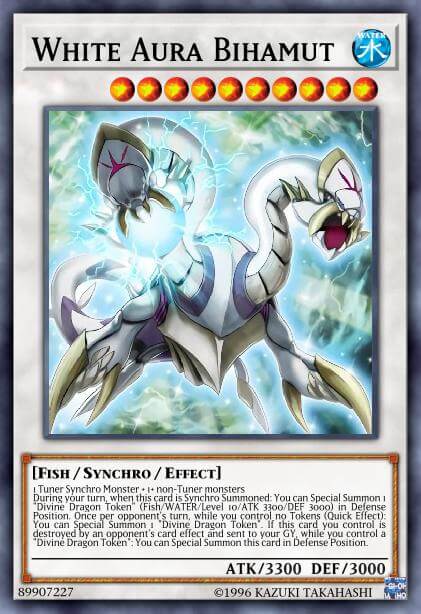 White Aura Bihamut
WATER
水
[Fish / Synchro / Effect]
1 Tuner Synchro Monster + 1+ non-Tuner monsters
During your turn, when this card is Synchro Summoned: You can Special Summon 1
"Divine Dragon Token" (Fish/WATER/Level 10/ATK 3300/DEF 3000) in Defense
Position. Once per opponent's turn, while you control no Tokens (Quick Effect):
You can Special Summon 1 "Divine Dragon Token". If this card you control is
destroyed by an opponent's card effect and sent to your GY, while you control a
"Divine Dragon Token": You can Special Summon this card in Defense Position.
ATK/3300 DEF/3000
89907227
©1996 KAZUKI TAKAHASHI